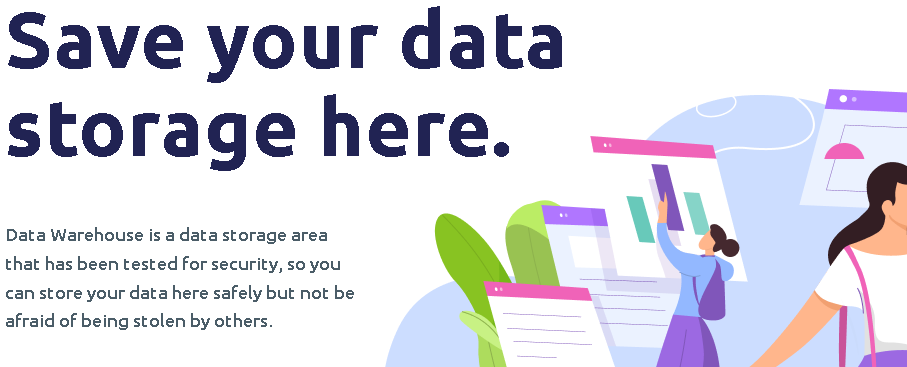 Save your data
storage here.
Data Warehouse is a data storage area
that has been tested for security, so you
can store your data here safely but not be
afraid of being stolen by others.